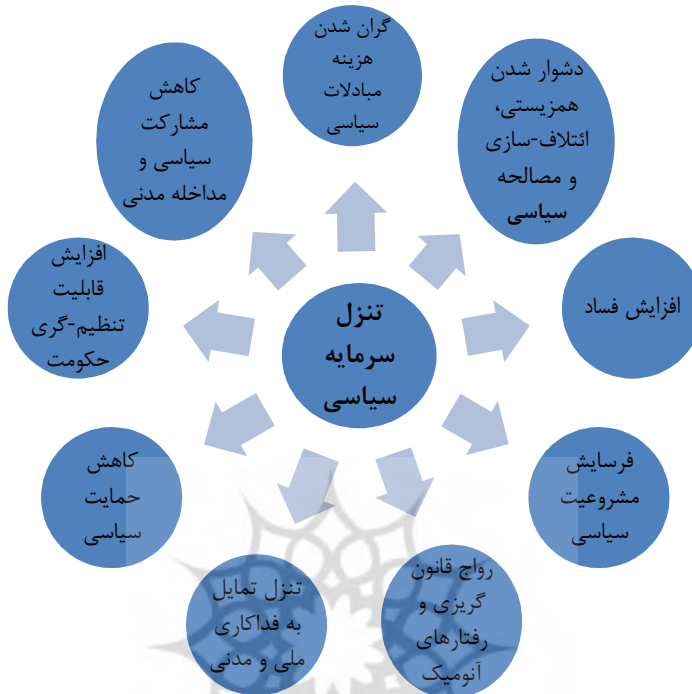 تنزل
سرمایه
سیاسی
گران شدن
هزینه
مبادلات
سیاسی
دشوار شدن
همزیستی،
ائتلاف-سازی
و مصالحه
سیاسی
افزایش فساد
فرسایش
مشروعیت
سیاسی
رواج قانون
گریزی و
رفتارهای
آنومیک
تنزل تمایل
به فداکاری
ملی و مدنی
کاهش
حمایت
سیاسی
افزایش
قابلیت
تنظیم-گری
حکومت
کاهش
مشارکت
سیاسی و
مداخله مدنی